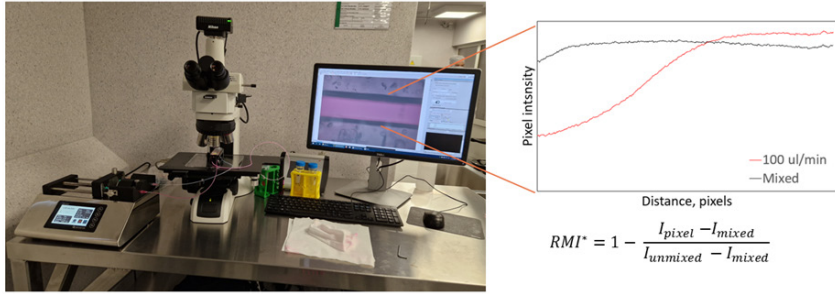 Nikon
Pixel intsnsity
100 ul/min
Mixed
Distance, pixels
RMI* = 1 − (I_pixel − I_mixed) / (I_unmixed − I_mixed)